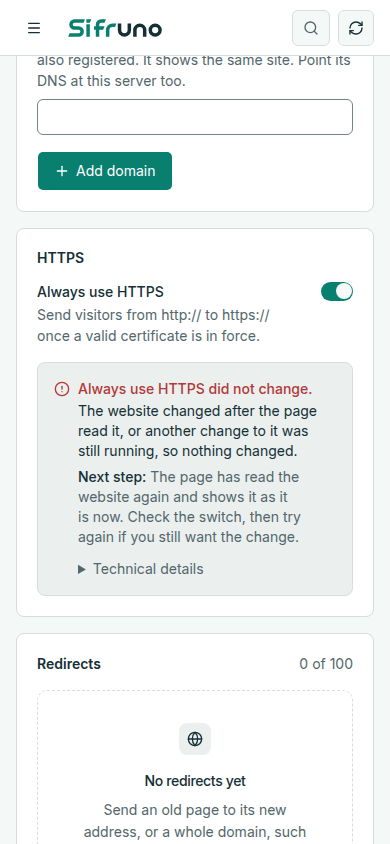 Sifruno
also registered. It shows the same site. Point its
DNS at this server too.
Add domain
HTTPS
Always use HTTPS
Send visitors from http:// to https://
once a valid certificate is in force.
Always use HTTPS did not change.
The website changed after the page
read it, or another change to it was
still running, so nothing changed.
Next step: The page has read the
website again and shows it as it
is now. Check the switch, then try
again if you still want the change.
Technical details
Redirects 0 of 100
No redirects yet
Send an old page to its new
address, or a whole domain, such